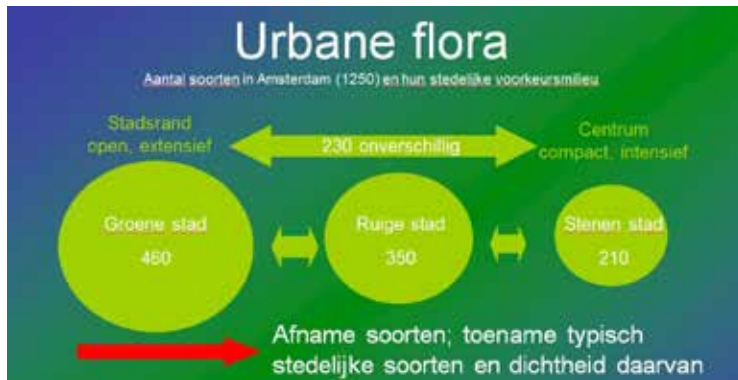 Urbane flora
Aantal soorten in Amsterdam (1250) en hun stedelijke voorkeursmilieu
Stadsrand
open, extensief
230 onverschillig
Centrum
compact, intensief
Groene stad
460
Ruige stad
350
Stenen stad
210
Afname soorten; toename typisch
stedelijke soorten en dichtheid daarvan